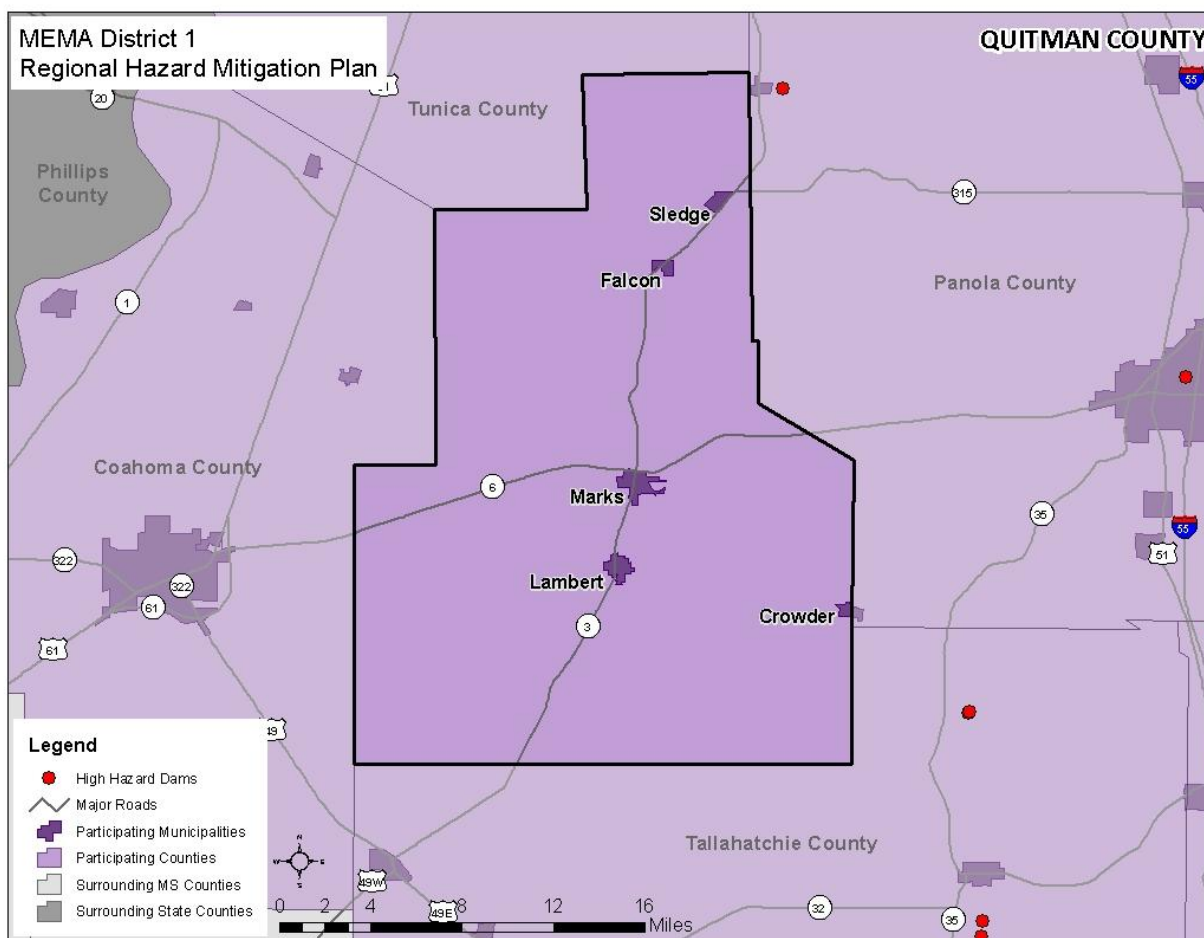 MEMA District 1
Regional Hazard Mitigation Plan
QUITMAN COUNTY
55
20
Tunica County
Phillips
County
315
Sledge
Falcon
Panola County
1
Coahoma County
6
Marks
35
55
51
322
Lambert
322
61
Crowder
3
61
49
Legend
High Hazard Dams
Major Roads
Participating Municipalities
Participating Counties
Surrounding MS Counties
Surrounding State Counties
N
W
E
S
Tallahatchie County
49W
49E
32
35
0 2 4 8 12 16
Miles